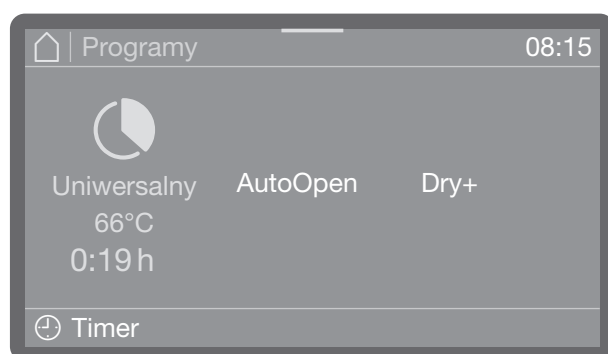 Programy 08:15
Uniwersalny AutoOpen Dry+
66°C
0:19 h
Timer